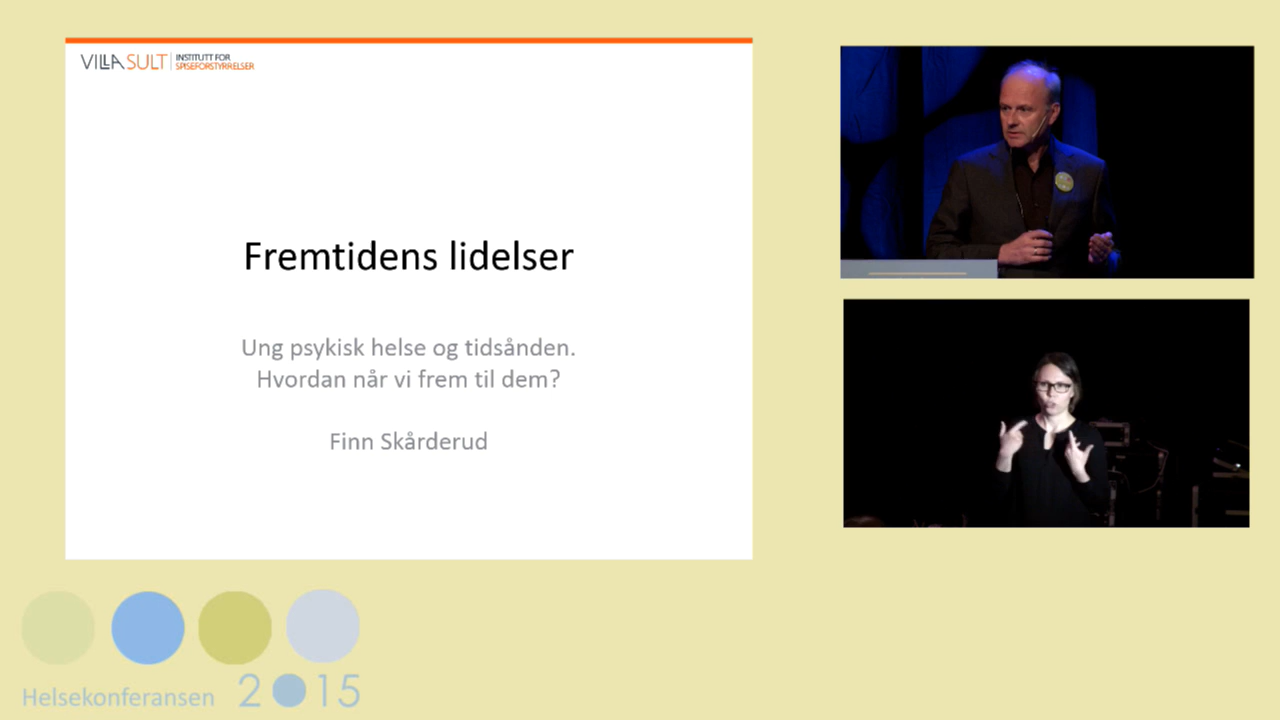 VILLA SULT
INSTITUTT FOR
SPISEFORSTYRRELSER
Fremtidens lidelser
Ung psykisk helse og tidsånden.
Hvordan når vi frem til dem?
Finn Skårderud
Helsekonferansen 2015